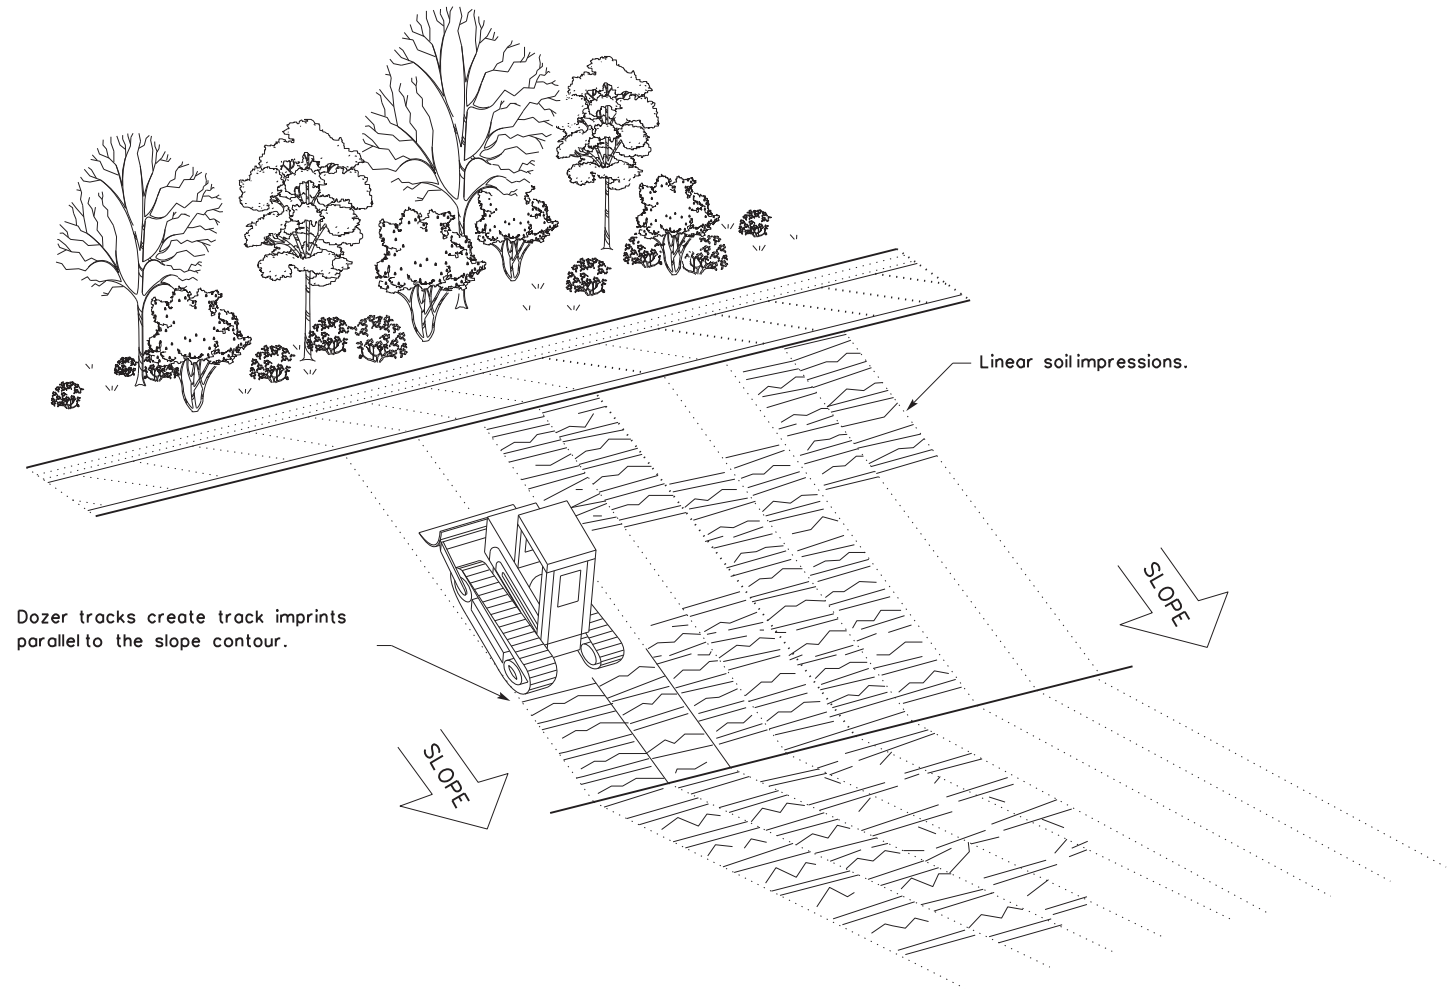 Linear soil impressions.
SLOPE
Dozer tracks create track imprints
parallel to the slope contour.
SLOPE